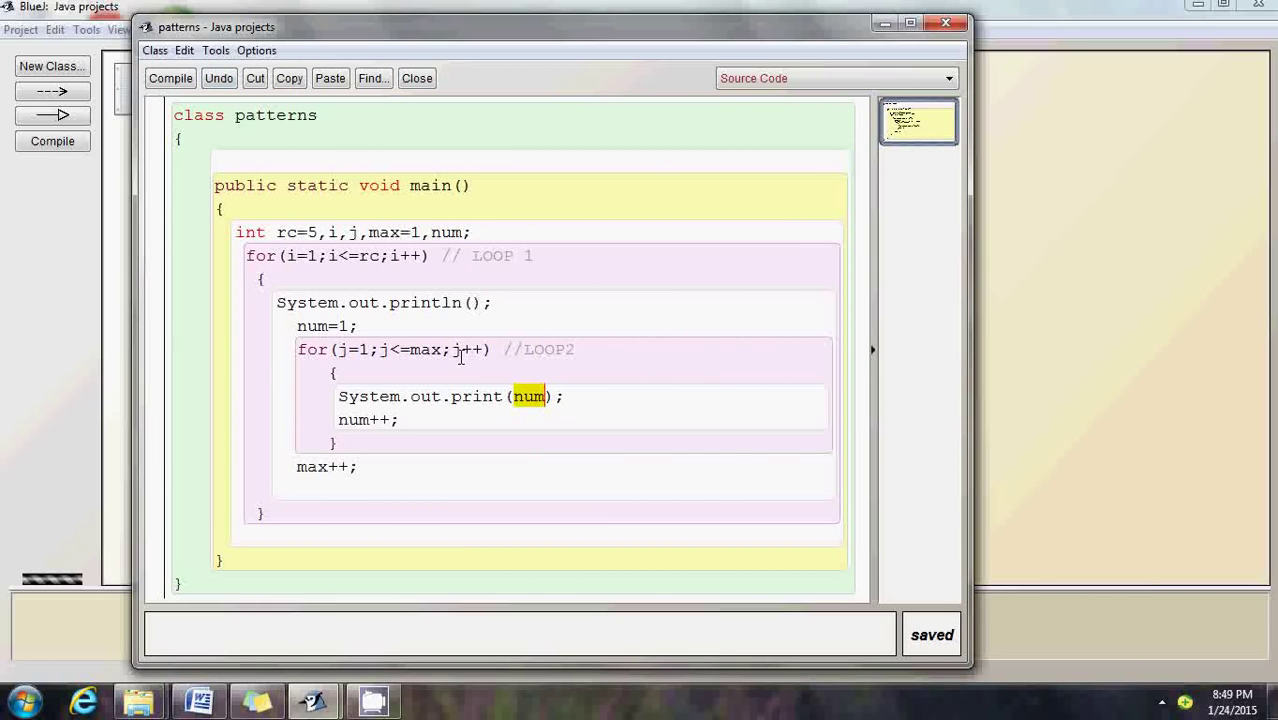 BlueJ: Java projects
Project Edit Tools View
patterns - Java projects
Class Edit Tools Options
New Class...
Compile Undo Cut Copy Paste Find... Close Source Code
Compile
class patterns
{
public static void main()
{
int rc=5,i,j,max=1,num;
for(i=1;i<=rc;i++) // LOOP 1
{
System.out.println();
num=1;
for(j=1;j<=max;j++) //LOOP2
{
System.out.print(num);
num++;
}
max++;
}
}
}
saved
8:49 PM
1/24/2015